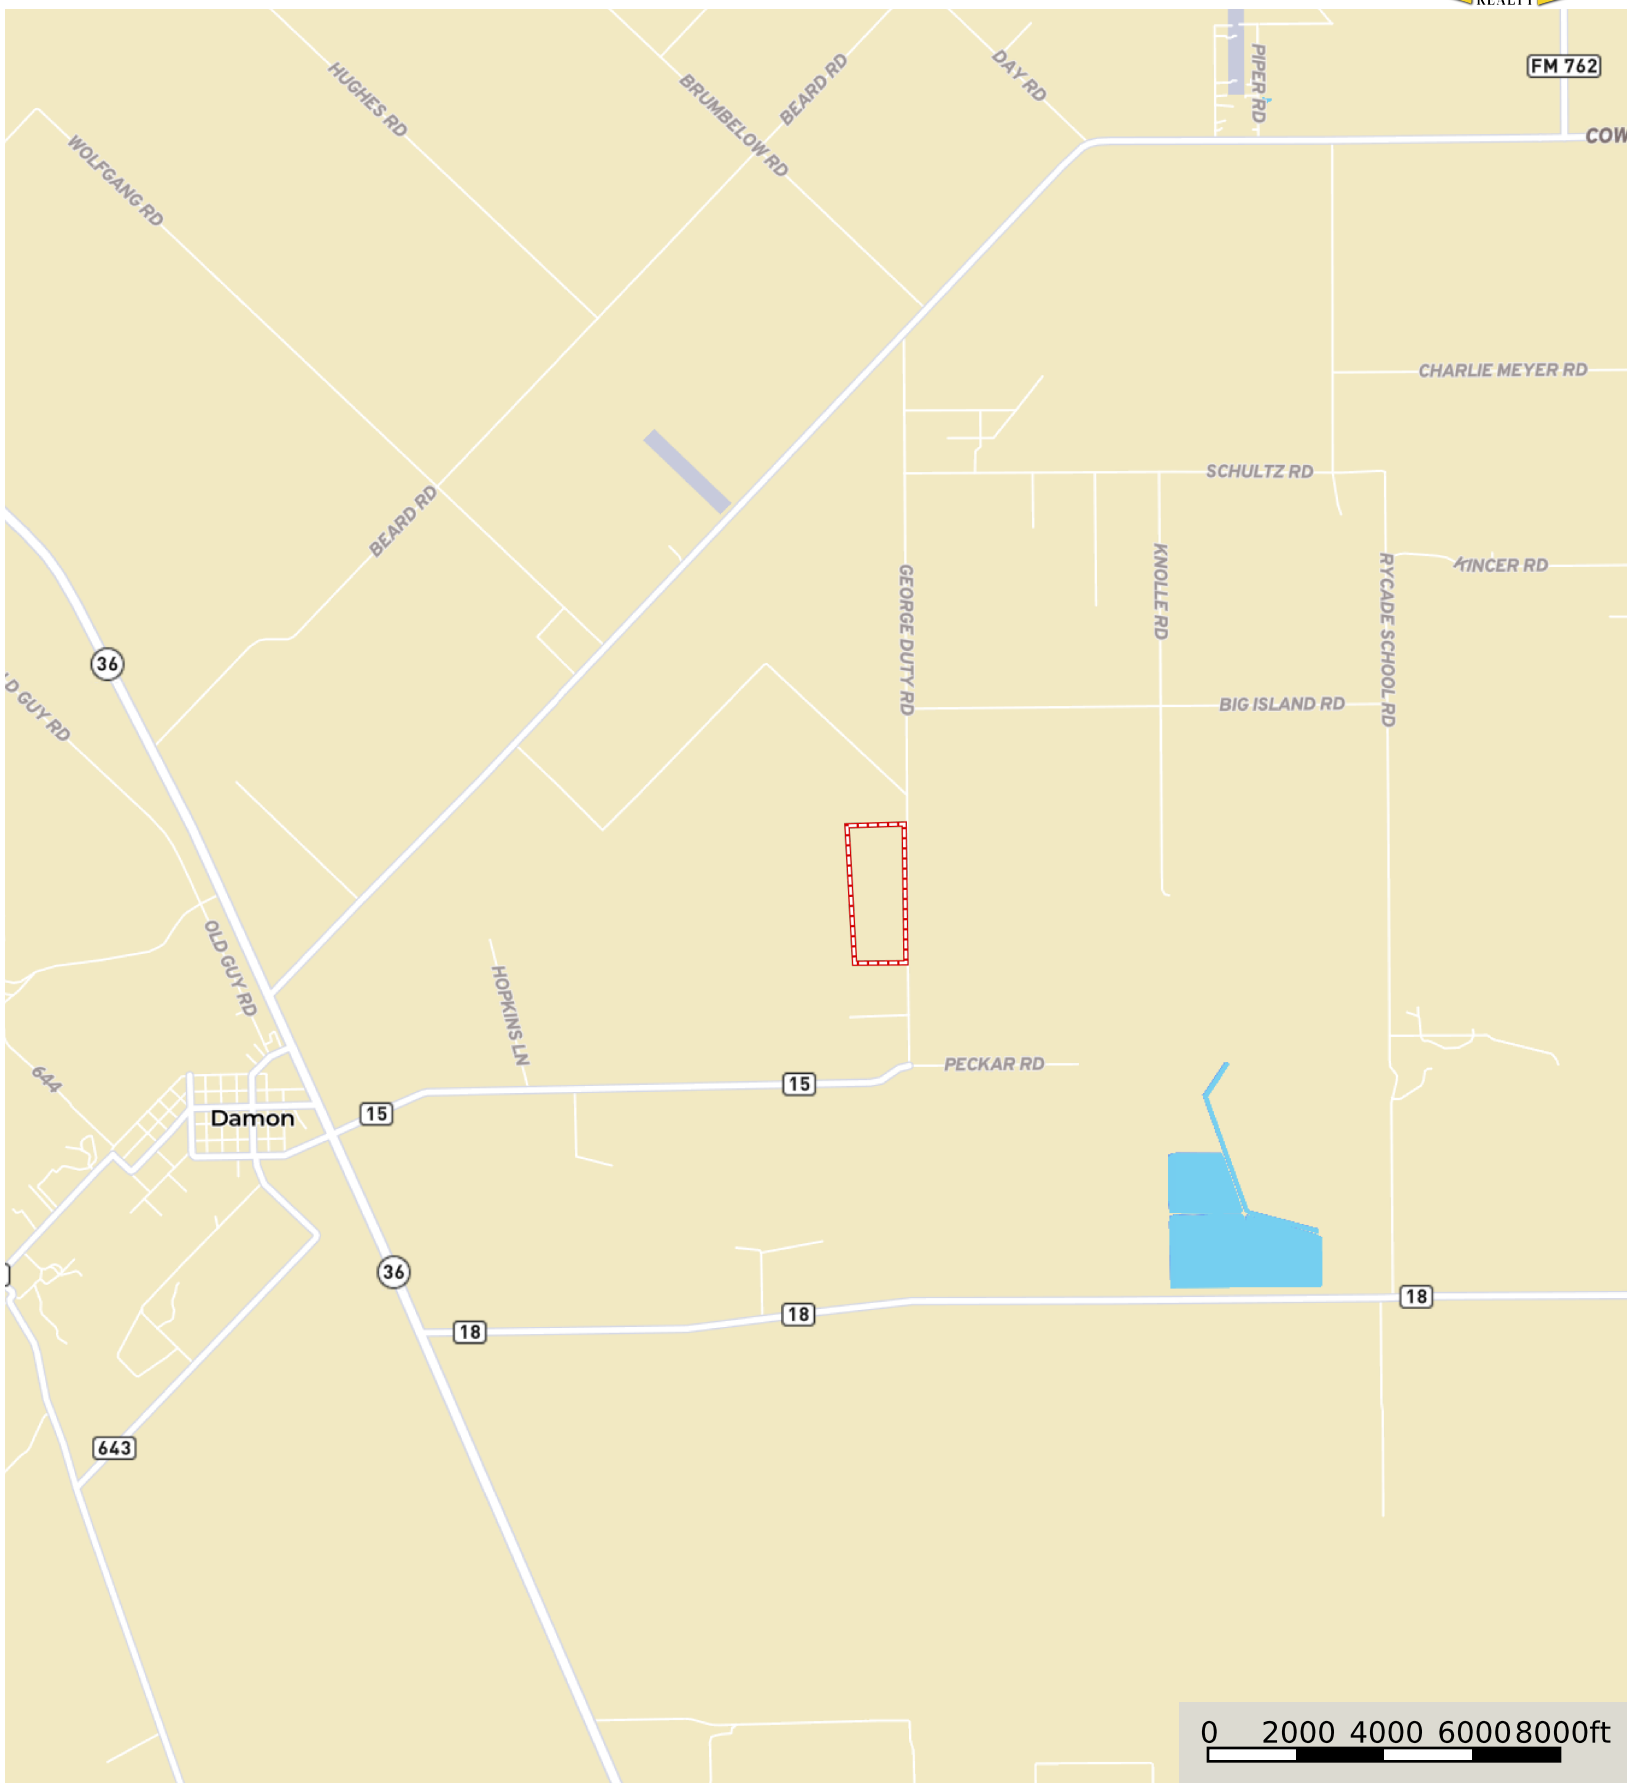 REALTY
HUGHES RD
BRUMBELOW RD
BEARD RD
DAY RD
PIPER RD
FM 762
COW
WOLFGANG RD
CHARLIE MEYER RD
SCHULTZ RD
BEARD RD
GEORGE DUTY RD
KNOLLE RD
RYCADE SCHOOL RD
KINCER RD
36
LD GUY RD
BIG ISLAND RD
OLD GUY RD
HOPKINS LN
644
PECKAR RD
15
15
Damon
36
18
18
18
643
0 2000 4000 6000 8000ft